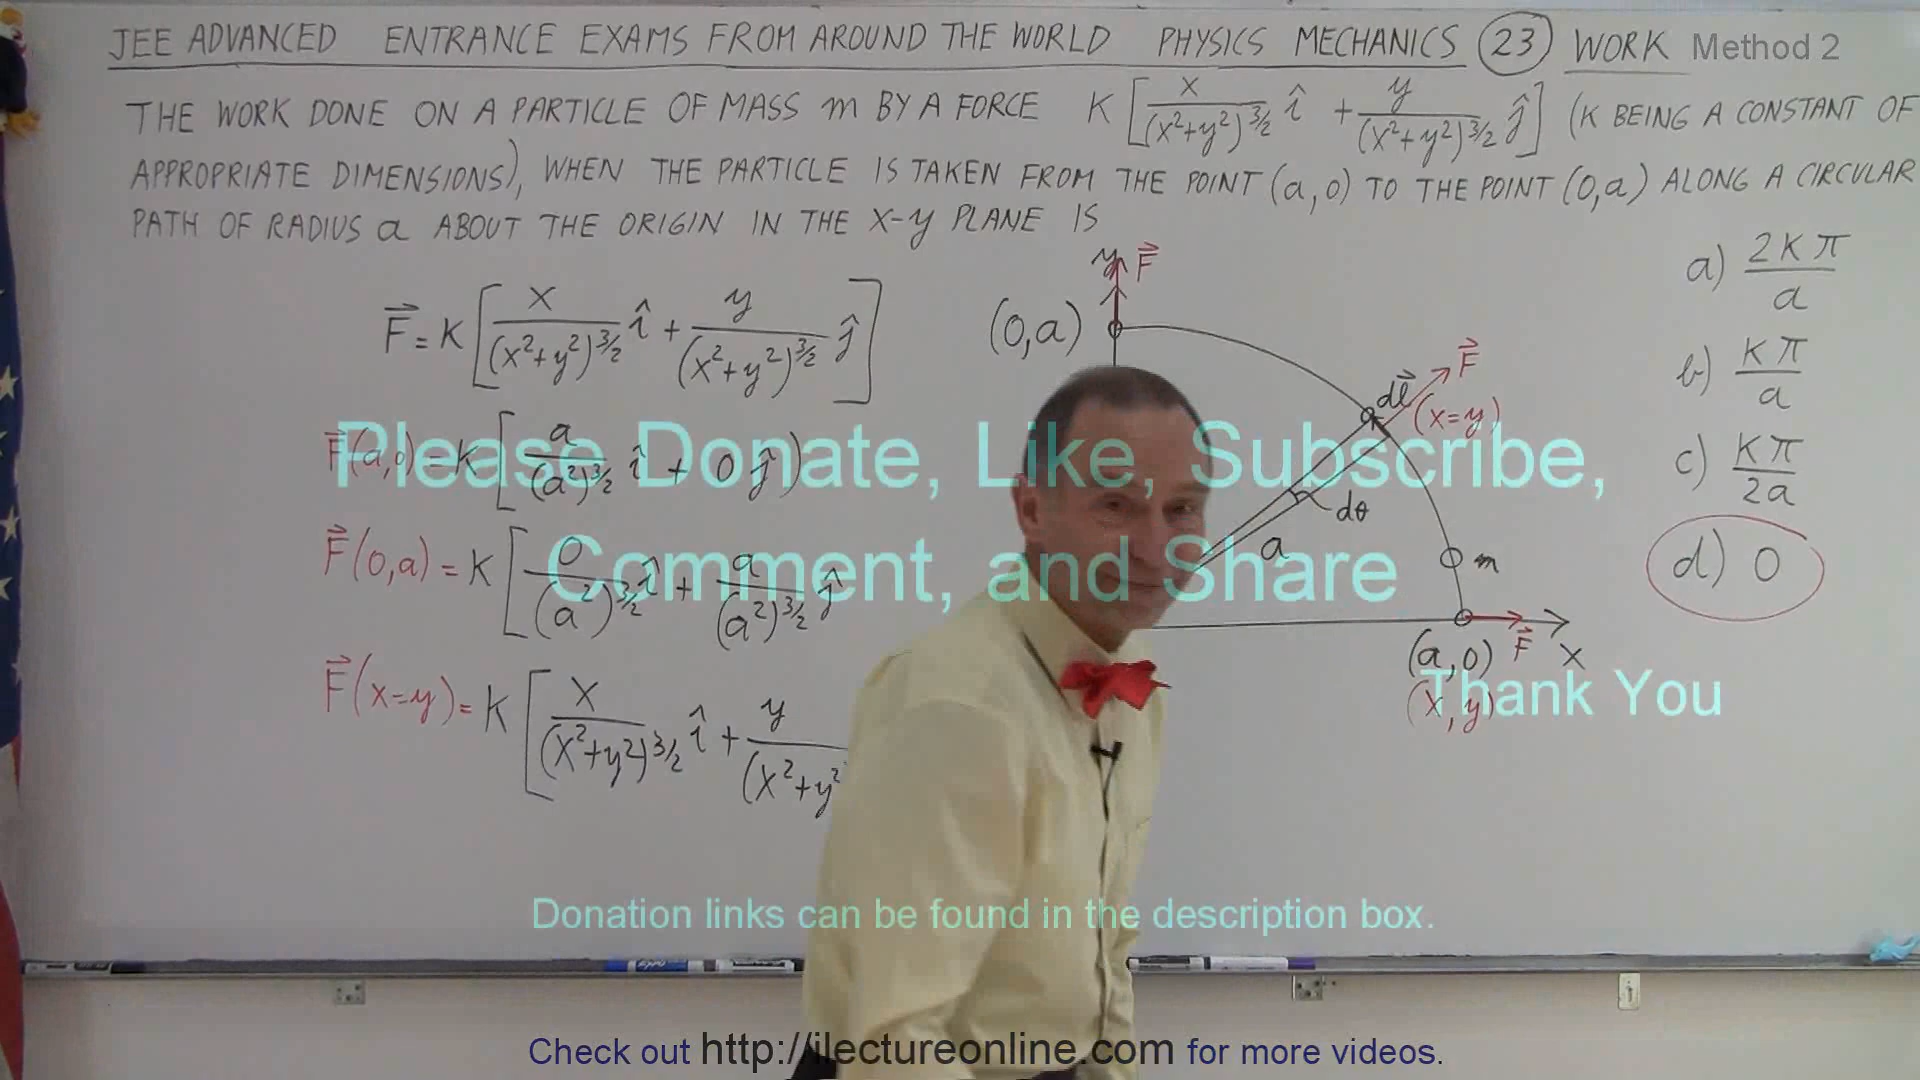 JEE ADVANCED ENTRANCE EXAMS FROM AROUND THE WORLD PHYSICS MECHANICS 23 WORK Method 2
THE WORK DONE ON A PARTICLE OF MASS m BY A FORCE K [x/(x²+y²)^3/2 î + y/(x²+y²)^3/2 ĵ] (K BEING A CONSTANT OF
APPROPRIATE DIMENSIONS), WHEN THE PARTICLE IS TAKEN FROM THE POINT (a,0) TO THE POINT (0,a) ALONG A CIRCULAR
PATH OF RADIUS a ABOUT THE ORIGIN IN THE X-y PLANE IS
F⃗ = K [x/(x²+y²)^3/2 î + y/(x²+y²)^3/2 ĵ]
F⃗(a,0) = K [a/(a²)^3/2 î + 0 ĵ)
F⃗(0,a) = K [0/(a²)^3/2 î + a/(a²)^3/2 ĵ
F⃗(x=y) = K [x/(x²+y²)^3/2 î + y/(x²+y²
y F⃗
(0,a)
dl⃗ F⃗
(x=y)
dθ
a
m
(a,0) F⃗ x
(x,y)
a) 2Kπ/a
b) Kπ/a
c) Kπ/2a
d) 0
Please Donate, Like, Subscribe,
Comment, and Share
Thank You
Donation links can be found in the description box.
Check out http://ilectureonline.com for more videos.